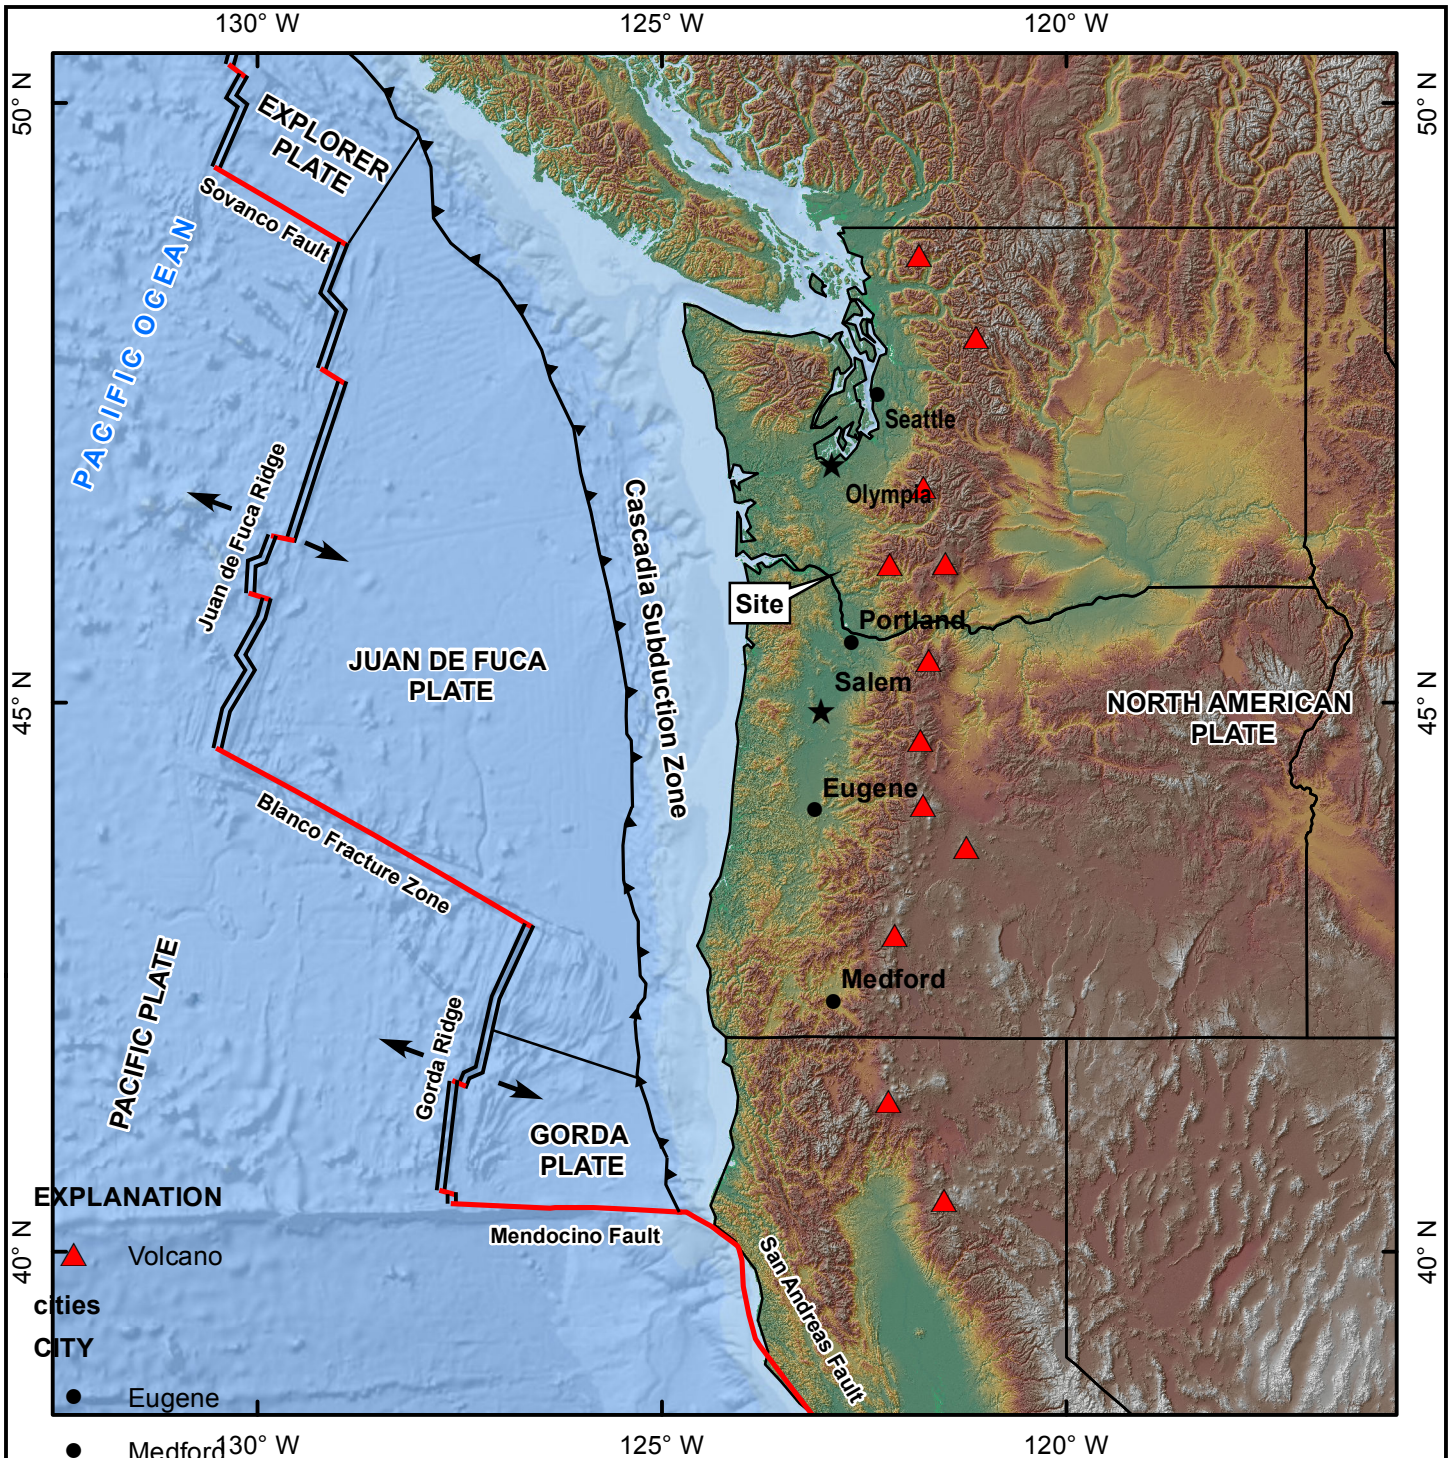 130° W
125° W
120° W
50° N
50° N
EXPLORER
PLATE
Sovanco Fault
PACIFIC OCEAN
Seattle
Olympia
Juan de Fuca Ridge
Cascadia Subduction Zone
Site
Portland
JUAN DE FUCA
PLATE
Salem
45° N
NORTH AMERICAN
PLATE
45° N
Eugene
Blanco Fracture Zone
Medford
PACIFIC PLATE
Gorda Ridge
GORDA
PLATE
EXPLANATION
Mendocino Fault
40° N
Volcano
San Andreas Fault
40° N
cities
CITY
Eugene
Medford
130° W
125° W
120° W